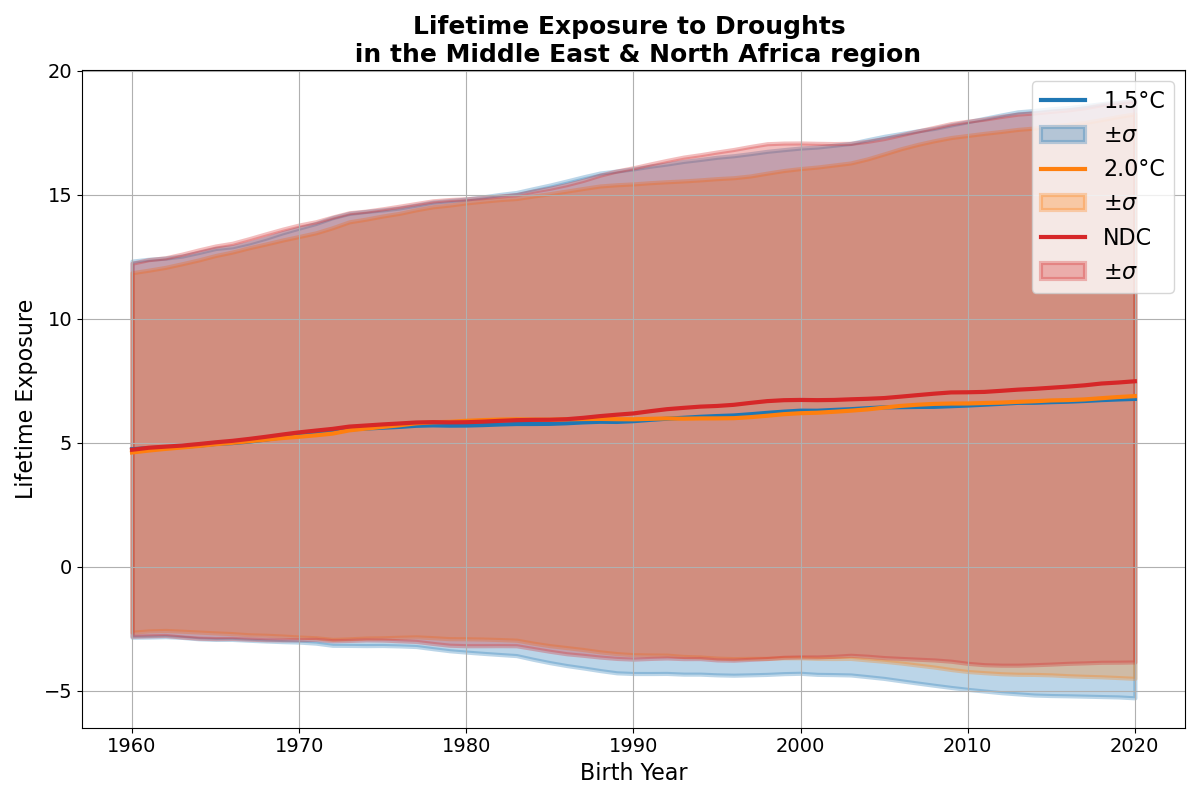 Lifetime Exposure to Droughts
in the Middle East & North Africa region
20
15
10
5
0
−5
Lifetime Exposure
1.5°C
±σ
2.0°C
±σ
NDC
±σ
1960
1970
1980
1990
2000
2010
2020
Birth Year